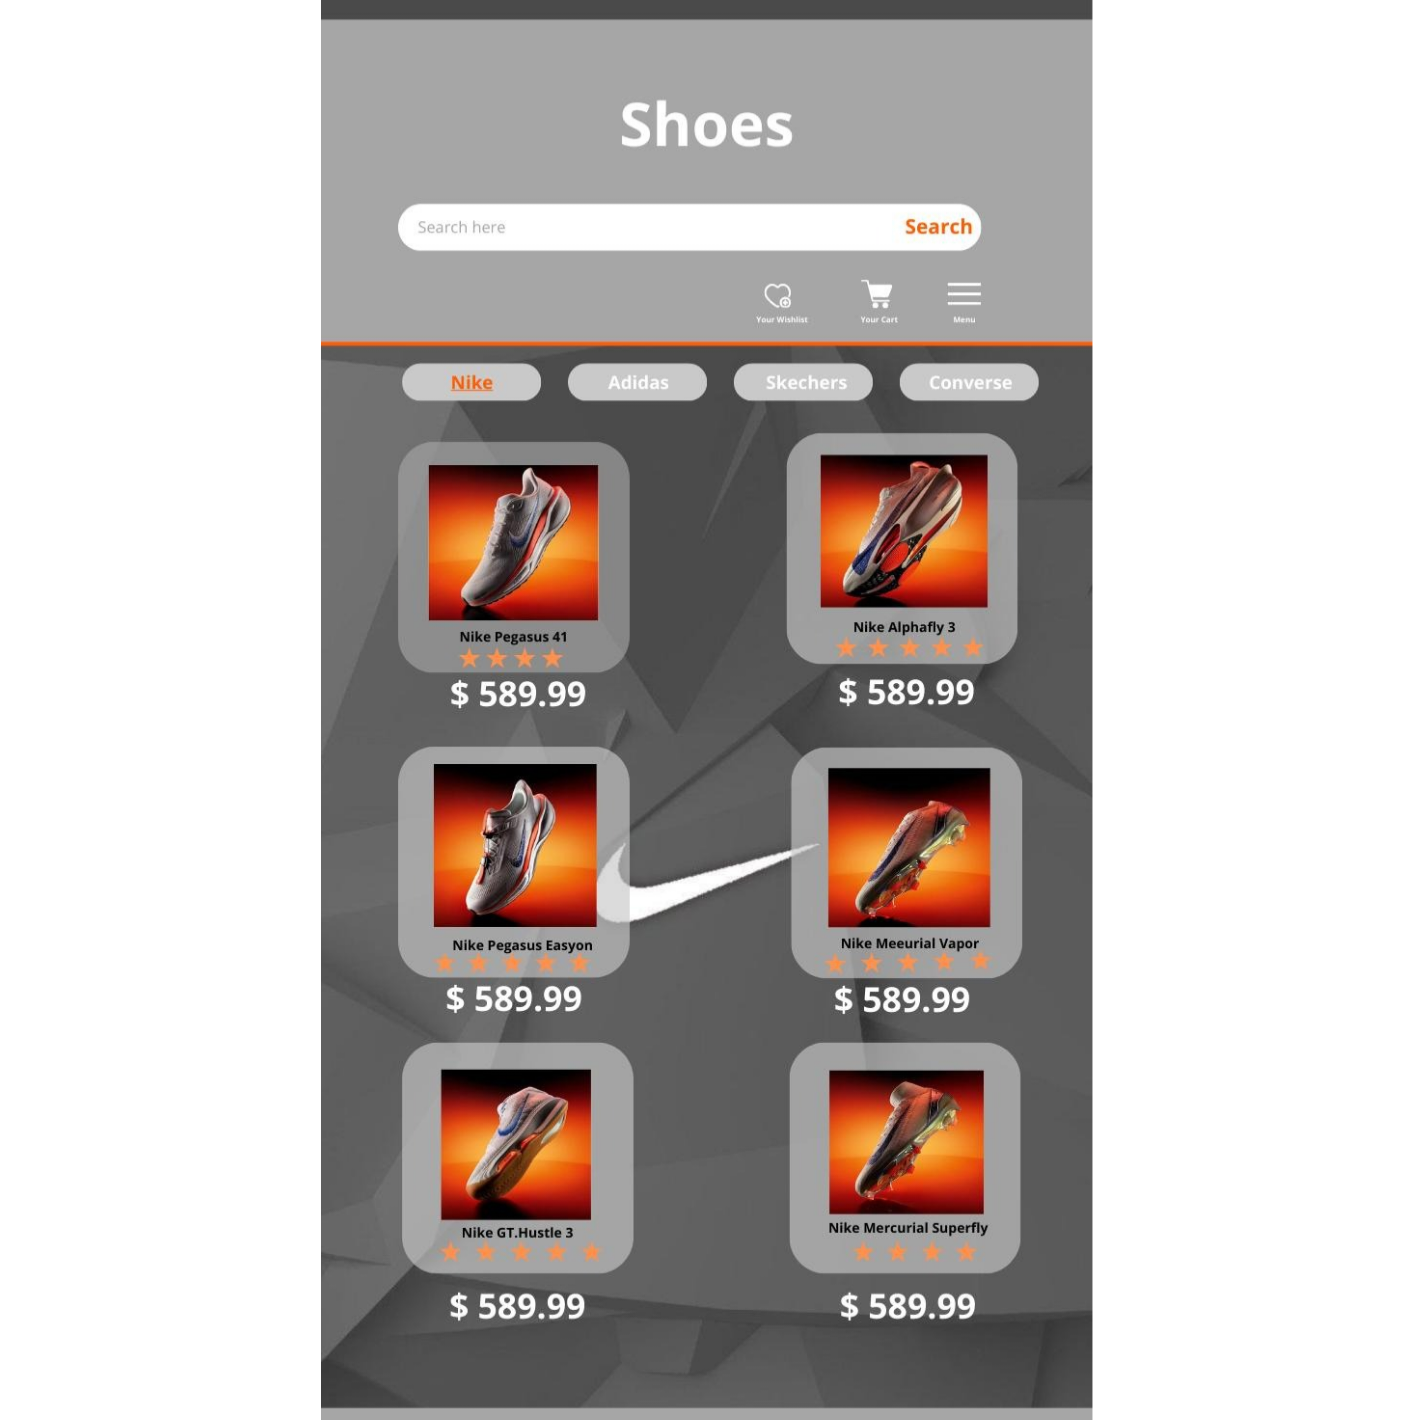 Shoes
Search here Search
Your Wishlist Your Cart Menu
Nike Adidas Skechers Converse
Nike Pegasus 41
$ 589.99
Nike Alphafly 3
$ 589.99
Nike Pegasus Easyon
$ 589.99
Nike Meeurial Vapor
$ 589.99
Nike GT.Hustle 3
$ 589.99
Nike Mercurial Superfly
$ 589.99